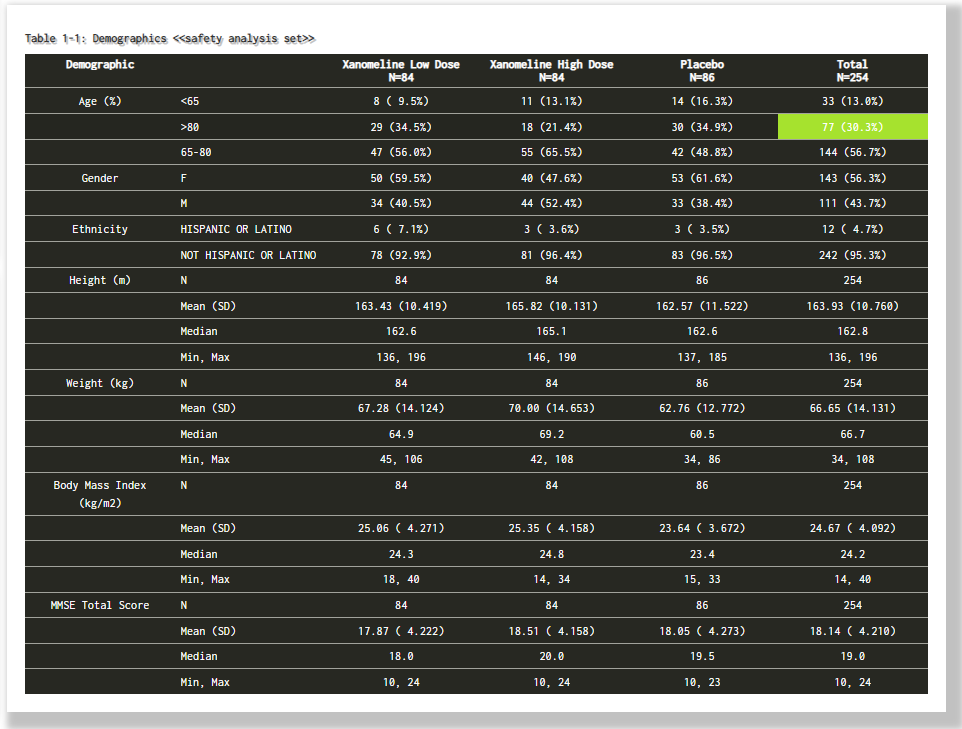 Table 1-1: Demographics <<safety analysis set>>
Demographic Xanomeline Low Dose Xanomeline High Dose Placebo Total
N=84 N=84 N=86 N=254
Age (%) <65 8 ( 9.5%) 11 (13.1%) 14 (16.3%) 33 (13.0%)
>80 29 (34.5%) 18 (21.4%) 30 (34.9%) 77 (30.3%)
65-80 47 (56.0%) 55 (65.5%) 42 (48.8%) 144 (56.7%)
Gender F 50 (59.5%) 40 (47.6%) 53 (61.6%) 143 (56.3%)
M 34 (40.5%) 44 (52.4%) 33 (38.4%) 111 (43.7%)
Ethnicity HISPANIC OR LATINO 6 ( 7.1%) 3 ( 3.6%) 3 ( 3.5%) 12 ( 4.7%)
NOT HISPANIC OR LATINO 78 (92.9%) 81 (96.4%) 83 (96.5%) 242 (95.3%)
Height (m) N 84 84 86 254
Mean (SD) 163.43 (10.419) 165.82 (10.131) 162.57 (11.522) 163.93 (10.760)
Median 162.6 165.1 162.6 162.8
Min, Max 136, 196 146, 190 137, 185 136, 196
Weight (kg) N 84 84 86 254
Mean (SD) 67.28 (14.124) 70.00 (14.653) 62.76 (12.772) 66.65 (14.131)
Median 64.9 69.2 60.5 66.7
Min, Max 45, 106 42, 108 34, 86 34, 108
Body Mass Index N 84 84 86 254
(kg/m2)
Mean (SD) 25.06 ( 4.271) 25.35 ( 4.158) 23.64 ( 3.672) 24.67 ( 4.092)
Median 24.3 24.8 23.4 24.2
Min, Max 18, 40 14, 34 15, 33 14, 40
MMSE Total Score N 84 84 86 254
Mean (SD) 17.87 ( 4.222) 18.51 ( 4.158) 18.05 ( 4.273) 18.14 ( 4.210)
Median 18.0 20.0 19.5 19.0
Min, Max 10, 24 10, 24 10, 23 10, 24